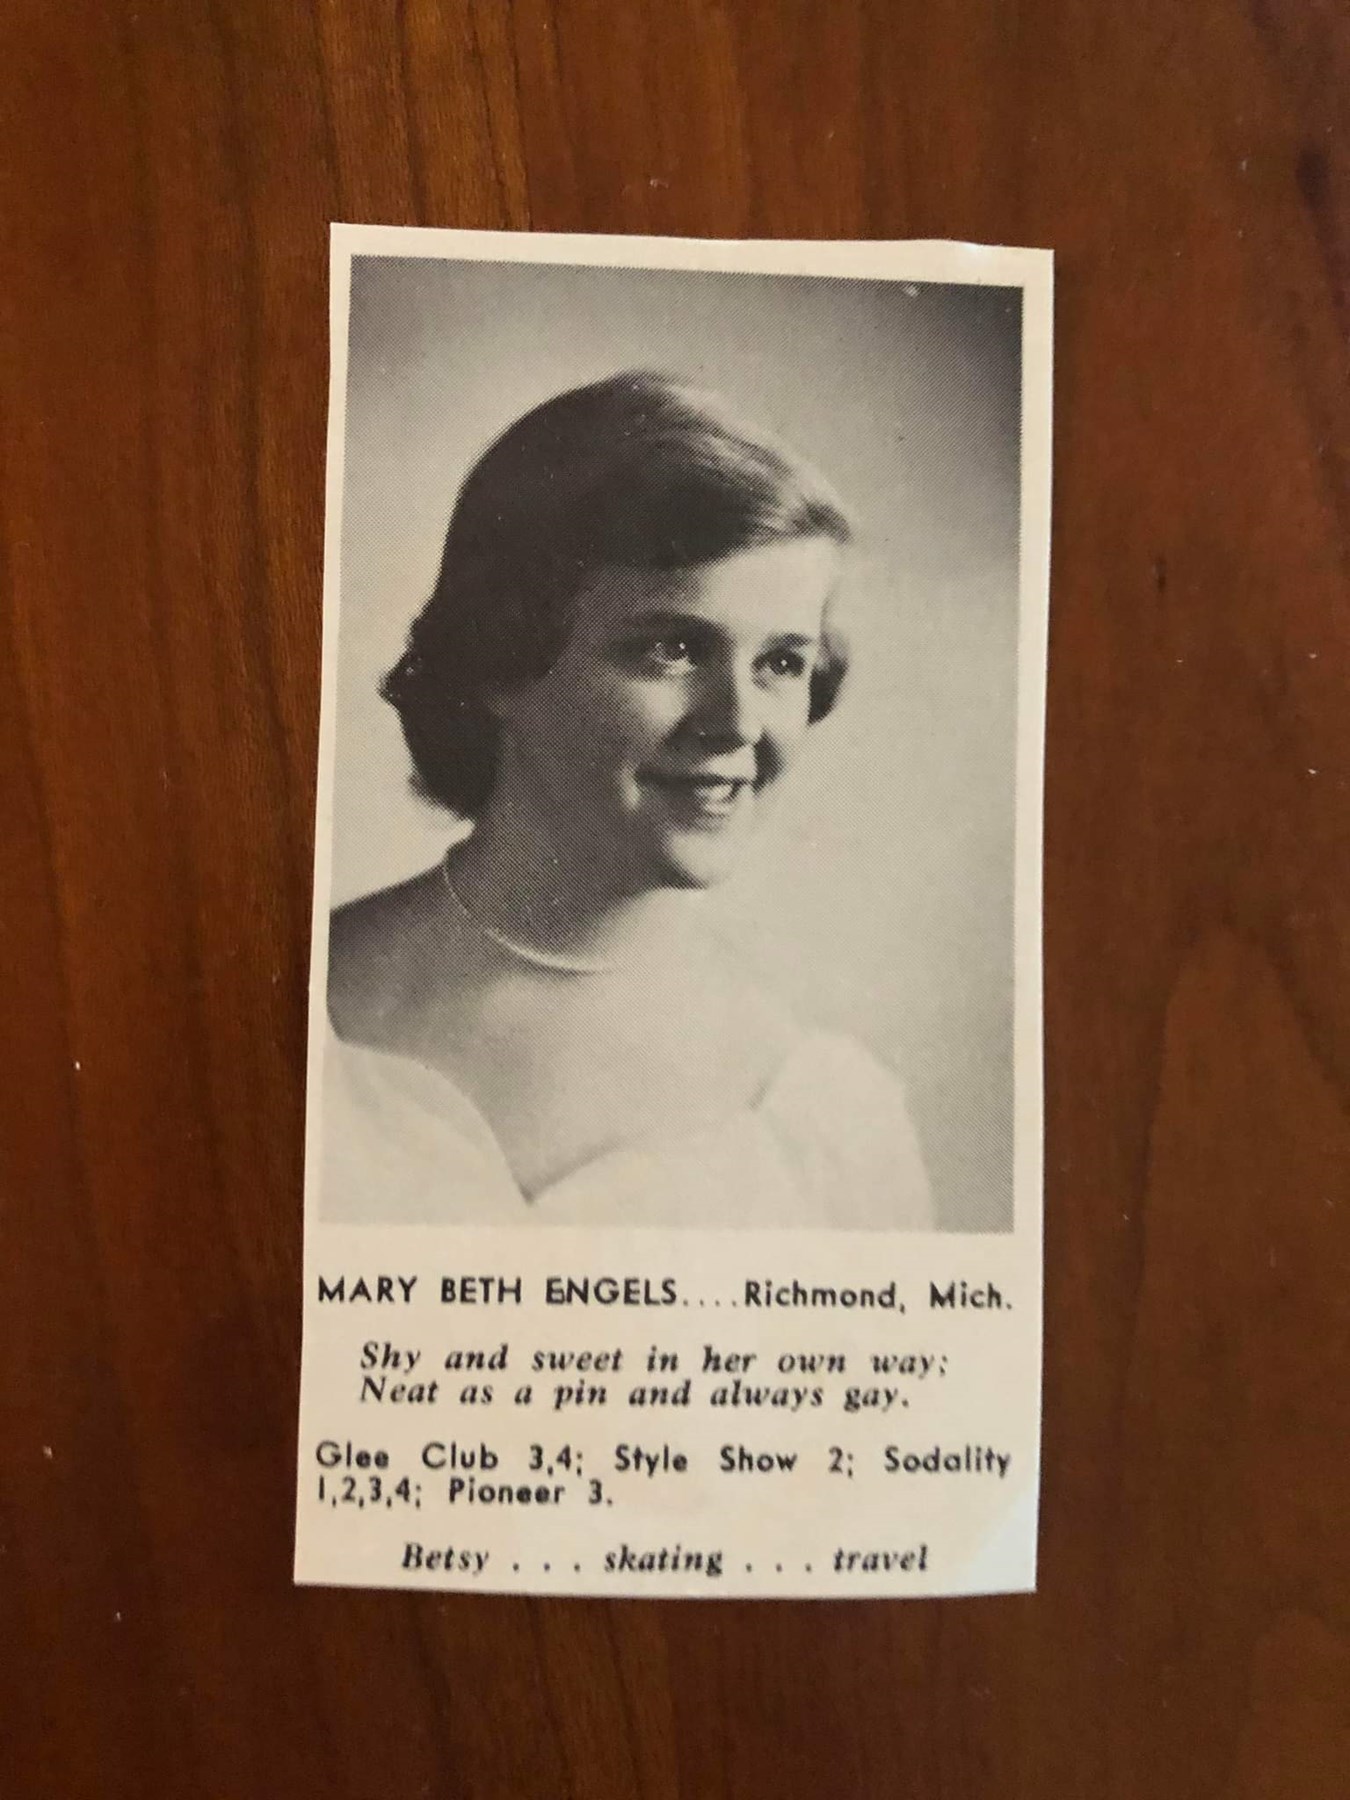 MARY BETH ENGELS....Richmond, Mich.
Shy and sweet in her own way;
Neat as a pin and always gay.
Glee Club 3,4; Style Show 2; Sodality
1,2,3,4; Pioneer 3.
Betsy . . . skating . . . travel